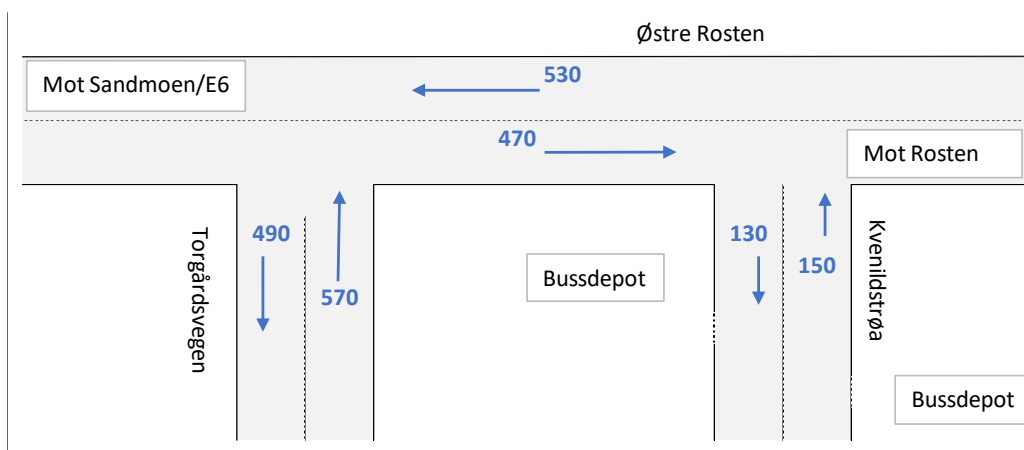 Østre Rosten
Mot Sandmoen/E6
530
470
Mot Rosten
Torgårdsvegen
490
570
Bussdepot
130
150
Kvenildstrøa
Bussdepot